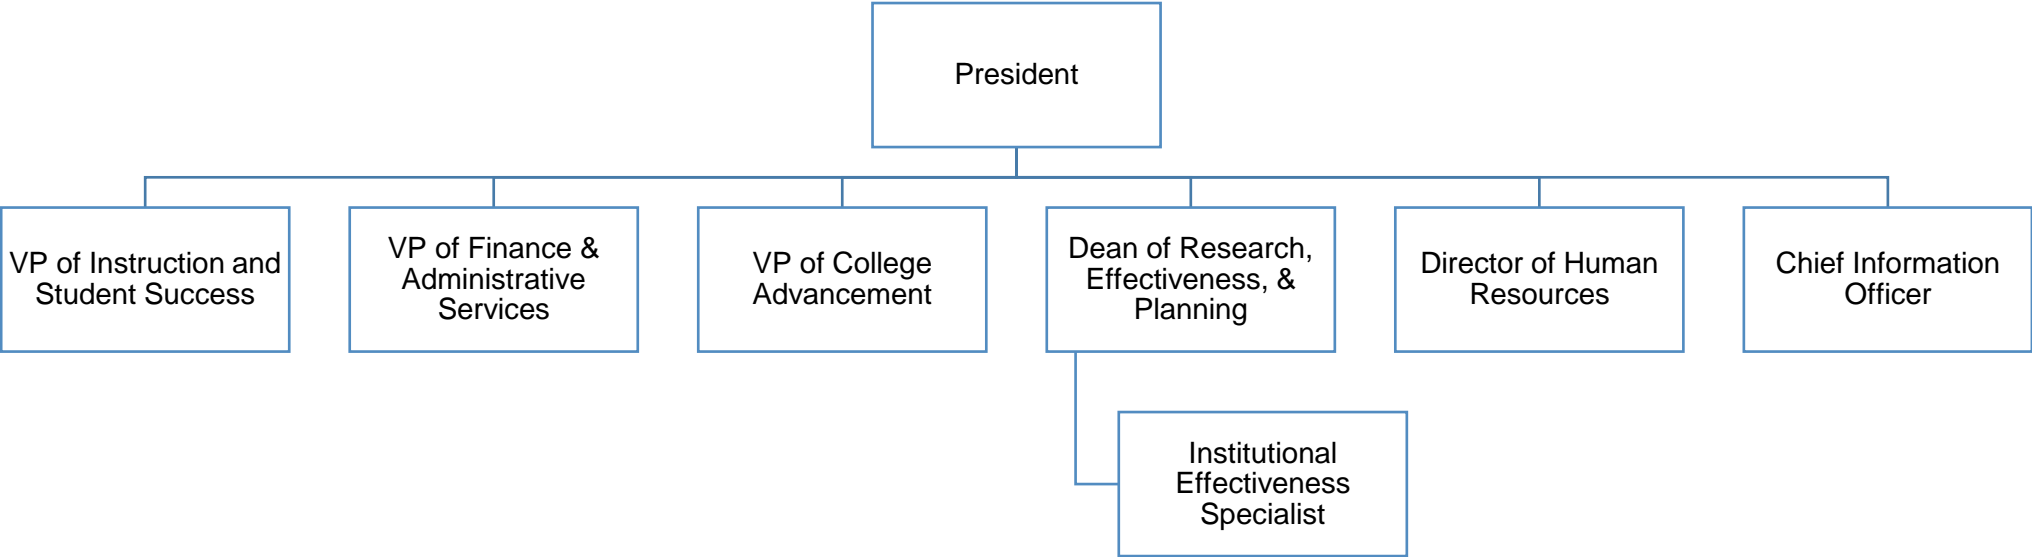 President
VP of Instruction and
Student Success
VP of Finance &
Administrative
Services
VP of College
Advancement
Dean of Research,
Effectiveness, &
Planning
Director of Human
Resources
Chief Information
Officer
Institutional
Effectiveness
Specialist